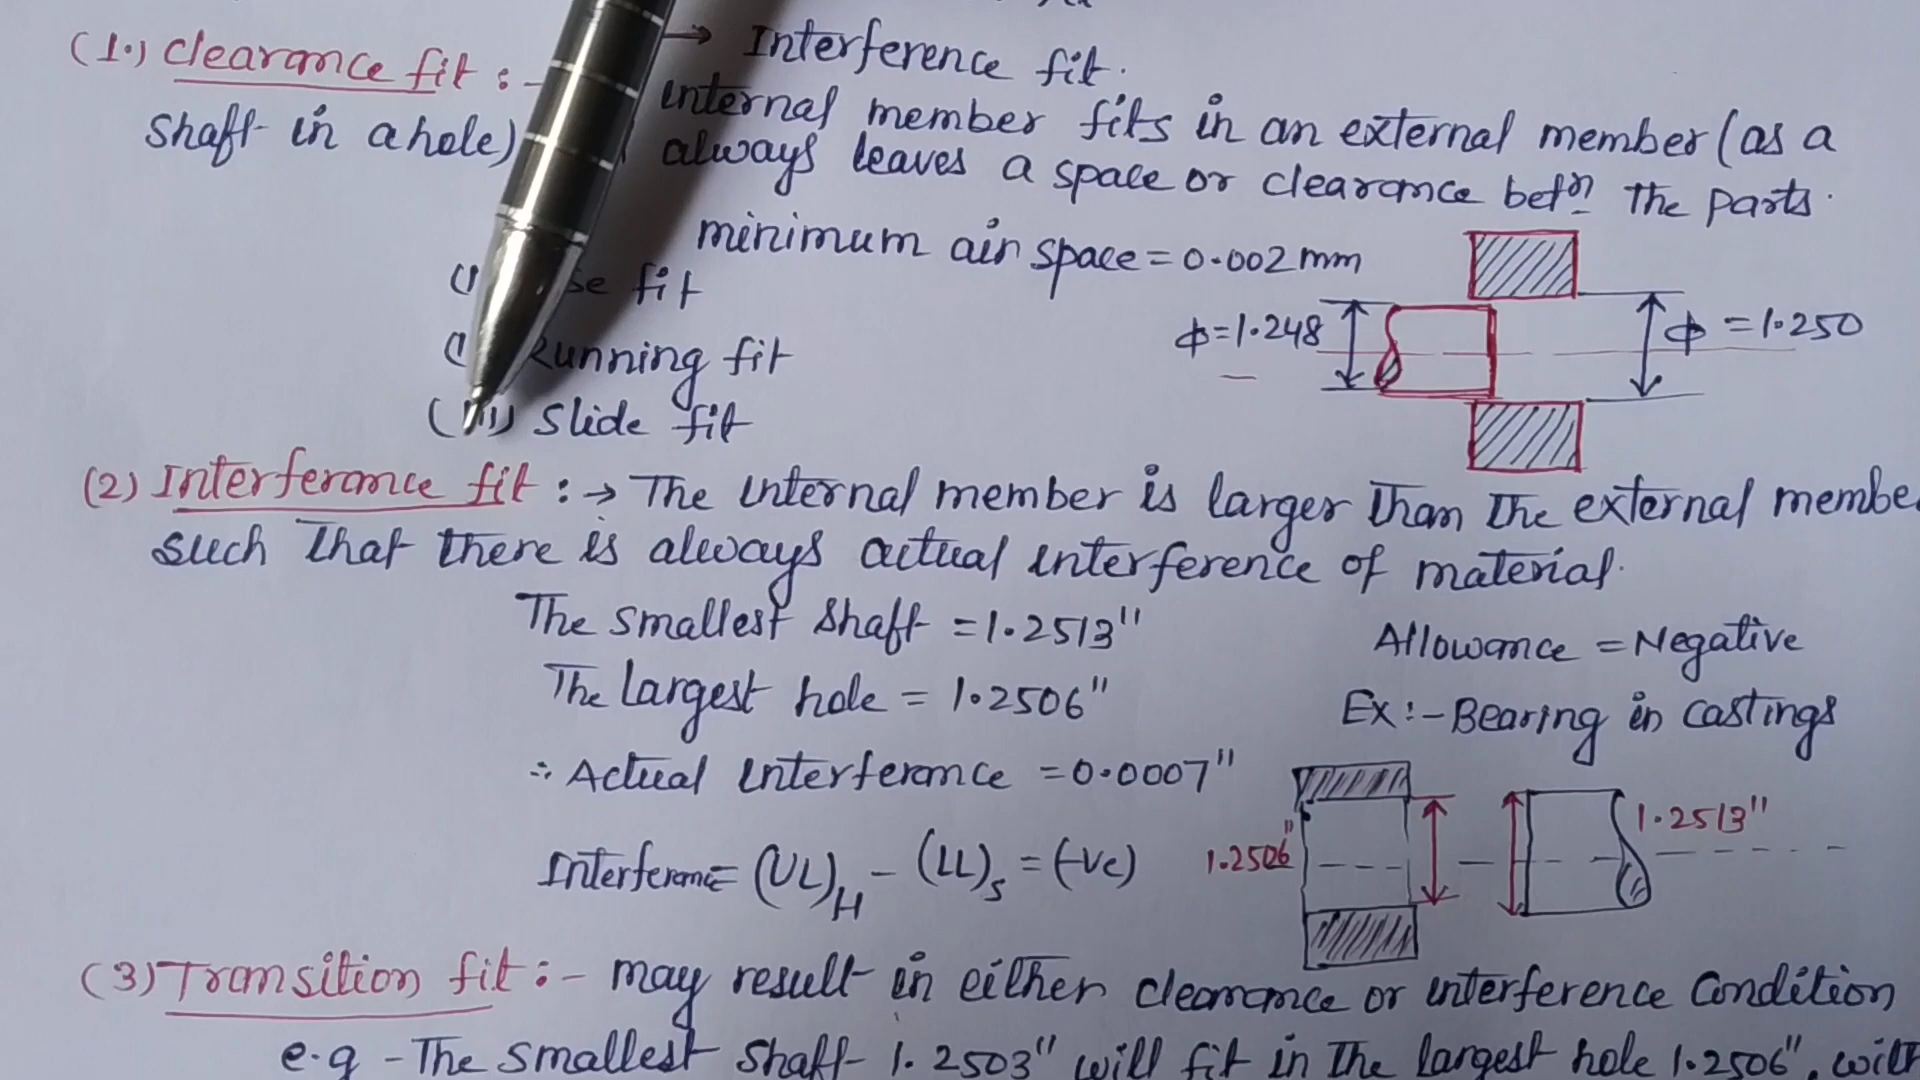 → Interference fit.
(1.) Clearance fit :- internal member fits in an external member (as a
shaft in a hole) always leaves a space or clearance betn the parts.
minimum air space = 0.002 mm
fit
ϕ=1.248
ϕ = 1.250
Running fit
(iii) Slide fit
(2) Interference fit :→ The internal member is larger than the external membe
such that there is always actual interference of material.
The smallest shaft = 1.2513"
Allowance = Negative
The largest hole = 1.2506"
Ex :- Bearing in castings
∴ Actual interference = 0.0007"
1.2506"
1.2513"
Interference = (UL)H - (LL)s = (-ve)
(3) Transition fit :- may result in either clearance or interference condition
e.g - The smallest shaft 1.2503" will fit in the largest hole 1.2506", with